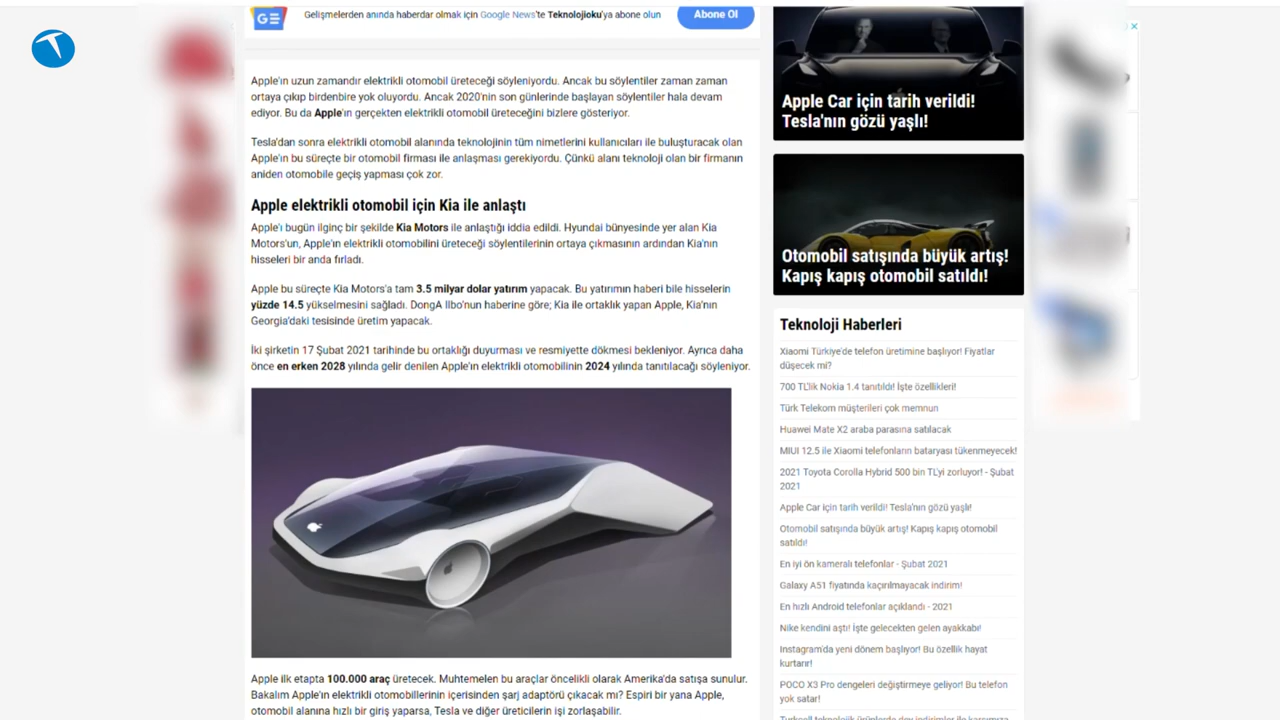 GE
Gelişmelerden anında haberdar olmak için Google News'te Teknolojioku'ya abone olun
Abone Ol
Apple'ın uzun zamandır elektrikli otomobil üreteceği söyleniyordu. Ancak bu söylentiler zaman zaman
ortaya çıkıp birdenbire yok oluyordu. Ancak 2020'nin son günlerinde başlayan söylentiler hala devam
ediyor. Bu da Apple'ın gerçekten elektrikli otomobil üreteceğini bizlere gösteriyor.
Tesla'dan sonra elektrikli otomobil alanında teknolojinin tüm nimetlerini kullanıcıları ile buluşturacak olan
Apple'ın bu süreçte bir otomobil firması ile anlaşması gerekiyordu. Çünkü alanı teknoloji olan bir firmanın
aniden otomobile geçiş yapması çok zor.
Apple elektrikli otomobil için Kia ile anlaştı
Apple'ı bugün ilginç bir şekilde Kia Motors ile anlaştığı iddia edildi. Hyundai bünyesinde yer alan Kia
Motors'un, Apple'ın elektrikli otomobilini üreteceği söylentilerinin ortaya çıkmasının ardından Kia'nın
hisseleri bir anda fırladı.
Apple bu süreçte Kia Motors'a tam 3.5 milyar dolar yatırım yapacak. Bu yatırımın haberi bile hisselerin
yüzde 14.5 yükselmesini sağladı. DongA Ilbo'nun haberine göre; Kia ile ortaklık yapan Apple, Kia'nın
Georgia'daki tesisinde üretim yapacak.
İki şirketin 17 Şubat 2021 tarihinde bu ortaklığı duyurması ve resmiyette dökmesi bekleniyor. Ayrıca daha
önce en erken 2028 yılında gelir denilen Apple'ın elektrikli otomobilinin 2024 yılında tanıtılacağı söyleniyor.
Apple ilk etapta 100.000 araç üretecek. Muhtemelen bu araçlar öncelikli olarak Amerika'da satışa sunulur.
Bakalım Apple'ın elektrikli otomobillerinin içerisinden şarj adaptörü çıkacak mı? Espiri bir yana Apple,
otomobil alanına hızlı bir giriş yaparsa, Tesla ve diğer üreticilerin işi zorlaşabilir.
Apple Car için tarih verildi!
Tesla'nın gözü yaşlı!
Otomobil satışında büyük artış!
Kapış kapış otomobil satıldı!
Teknoloji Haberleri
Xiaomi Türkiye'de telefon üretimine başlıyor! Fiyatlar
düşecek mi?
700 TL'lik Nokia 1.4 tanıtıldı! İşte özellikleri!
Türk Telekom müşterileri çok memnun
Huawei Mate X2 araba parasına satılacak
MIUI 12.5 ile Xiaomi telefonların bataryası tükenmeyecek!
2021 Toyota Corolla Hybrid 500 bin TL'yi zorluyor! - Şubat
2021
Apple Car için tarih verildi! Tesla'nın gözü yaşlı!
Otomobil satışında büyük artış! Kapış kapış otomobil
satıldı!
En iyi ön kameralı telefonlar - Şubat 2021
Galaxy A51 fiyatında kaçırılmayacak indirim!
En hızlı Android telefonlar açıklandı - 2021
Nike kendini aştı! İşte gelecekten gelen ayakkabı!
Instagram'da yeni dönem başlıyor! Bu özellik hayat
kurtarır!
POCO X3 Pro dengeleri değiştirmeye geliyor! Bu telefon
yok satar!
Turkcell teknolojik ürünlerde dev indirimler ile karşımıza